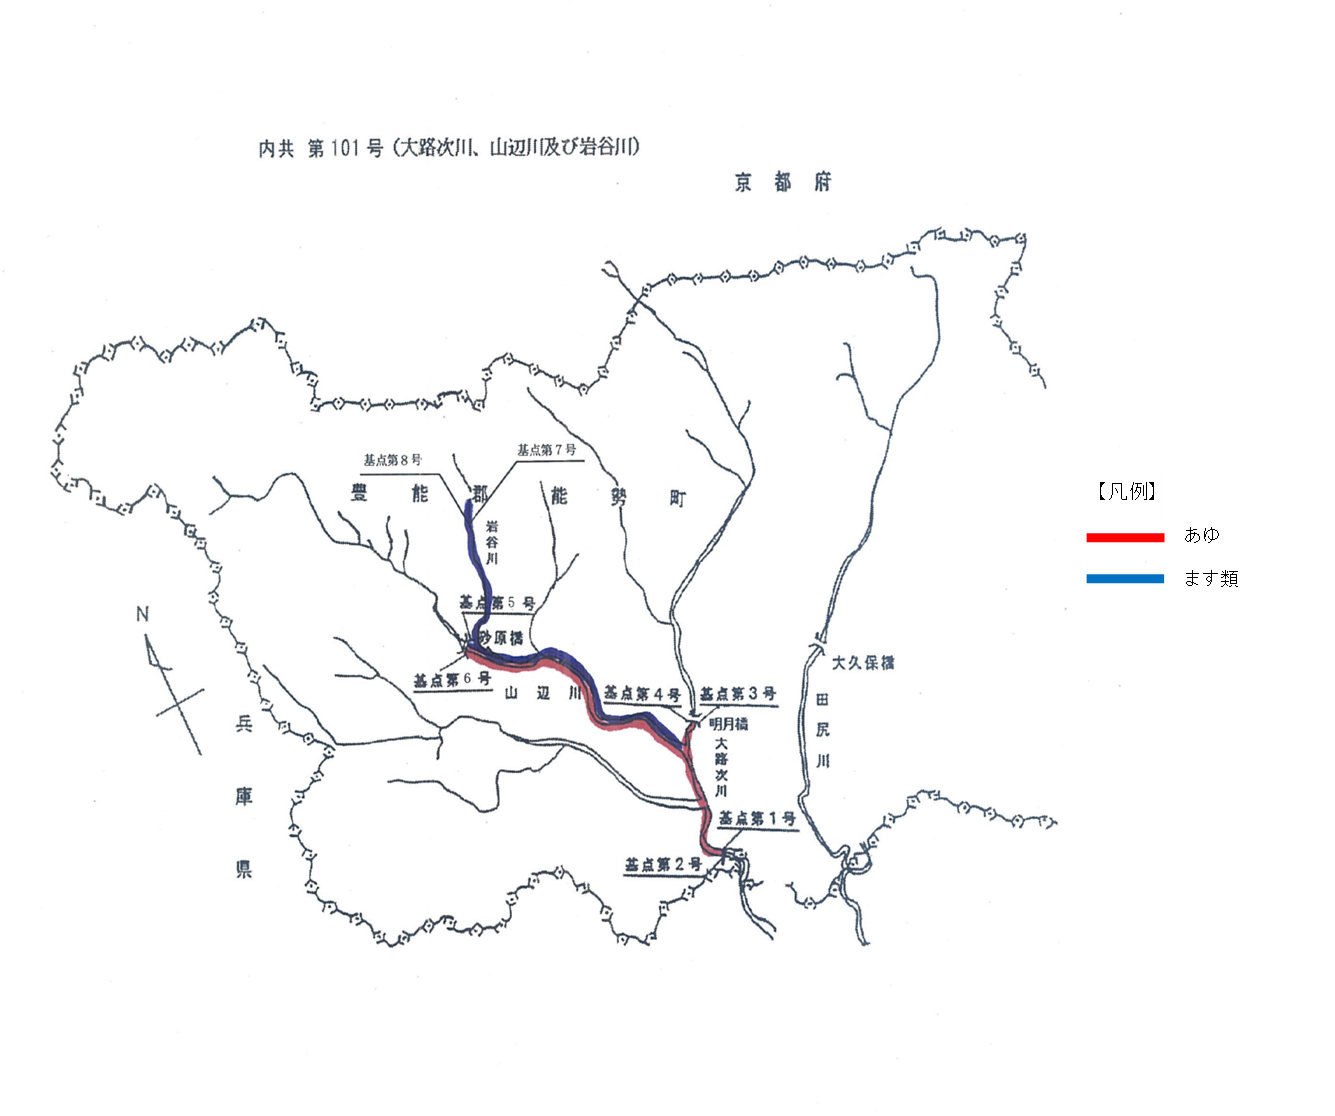 内共 第101号(大路次川、山辺川及び岩谷川)
京都府
基点第8号
基点第7号
豊能郡能勢町
岩谷川
基点第5号
砂原橋
基点第6号
山辺川
基点第4号
基点第3号
明月橋
大路次川
基点第1号
基点第2号
大久保橋
田尻川
N
兵庫県
【凡例】
あゆ
ます類